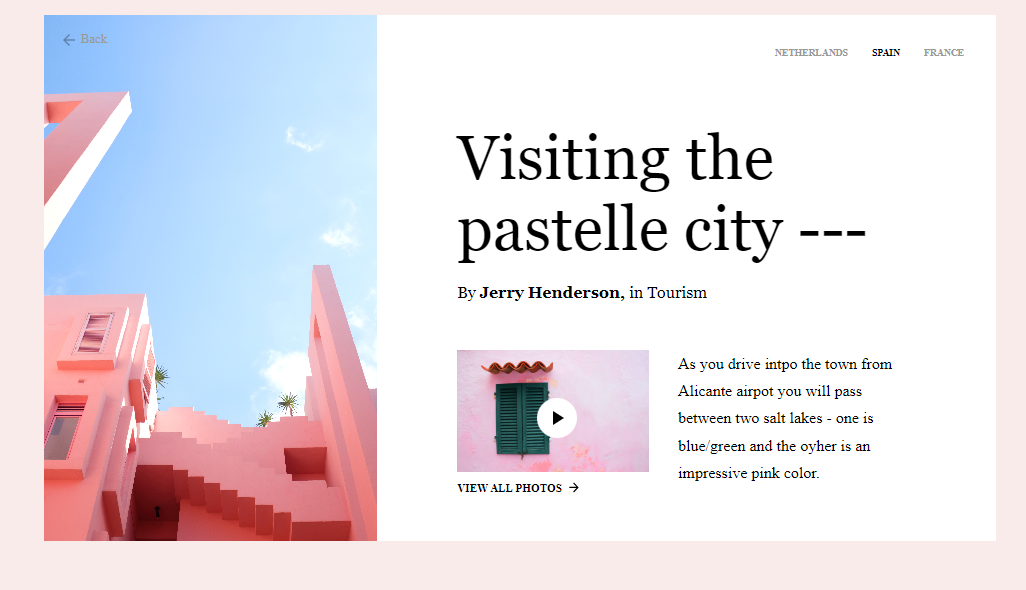 Back
NETHERLANDS SPAIN FRANCE
Visiting the
pastelle city ---
By Jerry Henderson, in Tourism
As you drive intpo the town from
Alicante airpot you will pass
between two salt lakes - one is
blue/green and the oyher is an
impressive pink color.
VIEW ALL PHOTOS